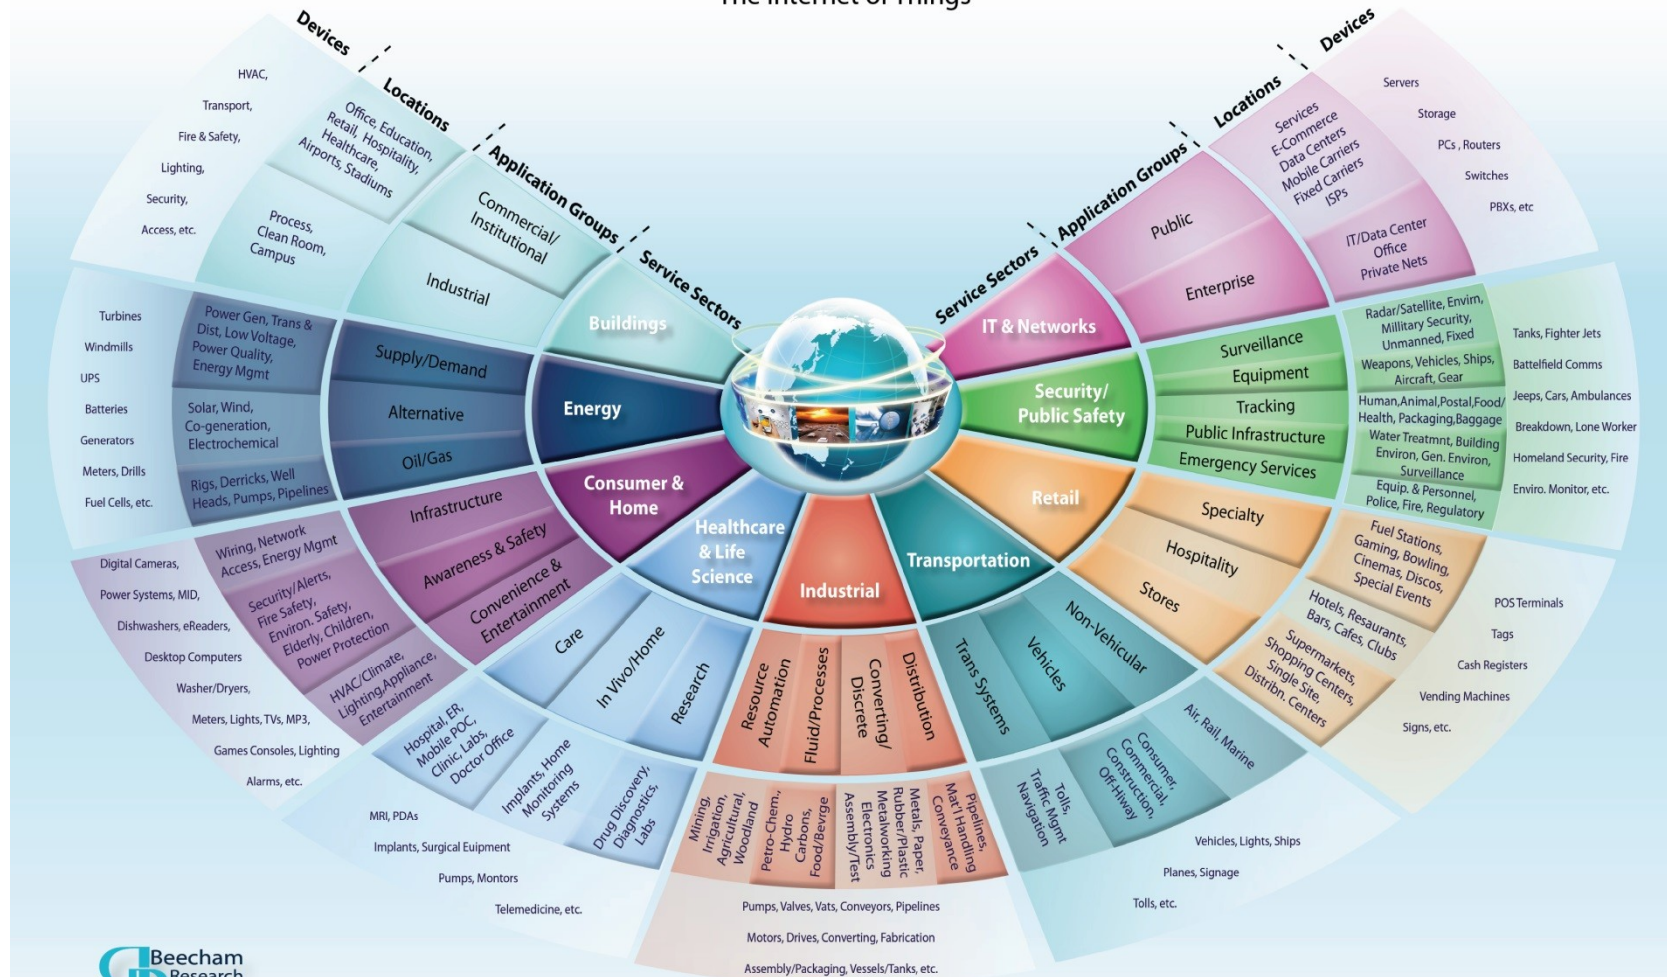 The Internet of Things
Devices
Locations
Application Groups
Service Sectors
Service Sectors
Application Groups
Locations
Devices
HVAC,
Transport,
Fire & Safety,
Lighting,
Security,
Access, etc.
Office, Education,
Retail, Hospitality,
Healthcare,
Airports, Stadiums
Process,
Clean Room,
Campus
Commercial/
Institutional
Industrial
Buildings
Turbines
Windmills
UPS
Batteries
Generators
Meters, Drills
Fuel Cells, etc.
Power Gen, Trans &
Dist, Low Voltage,
Power Quality,
Energy Mgmt
Solar, Wind,
Co-generation,
Electrochemical
Rigs, Derricks, Well
Heads, Pumps, Pipelines
Supply/Demand
Alternative
Oil/Gas
Energy
Digital Cameras,
Power Systems, MID,
Dishwashers, eReaders,
Desktop Computers
Washer/Dryers,
Meters, Lights, TVs, MP3,
Games Consoles, Lighting
Alarms, etc.
Wiring, Network
Access, Energy Mgmt
Security/Alerts,
Fire Safety,
Environ. Safety,
Elderly, Children,
Power Protection
HVAC/Climate,
Lighting,Appliance,
Entertainment
Infrastructure
Awareness & Safety
Convenience &
Entertainment
Consumer &
Home
MRI, PDAs
Implants, Surgical Euipment
Pumps, Montors
Telemedicine, etc.
Hospital, ER,
Mobile POC,
Clinic, Labs,
Doctor Office
Implants, Home
Monitoring
Systems
Drug Discovery,
Diagnostics,
Labs
Care
In Vivo/Home
Research
Healthcare
& Life
Science
Industrial
Resource
Automation
Fluid/Processes
Converting/
Discrete
Distribution
Mining,
Irrigation,
Agricultural,
Woodland
Petro-Chem.,
Hydro
Carbons,
Food/Bevrge
Metals, Paper,
Rubber/Plastic
Metalworking
Electronics
Assembly/Test
Pipelines,
Mat'l Handling
Conveyance
Pumps, Valves, Vats, Conveyors, Pipelines
Motors, Drives, Converting, Fabrication
Assembly/Packaging, Vessels/Tanks, etc.
Transportation
Trans Systems
Vehicles
Non-Vehicular
Tolls,
Traffic Mgmt
Navigation
Consumer,
Commercial,
Construction,
Off-Hiway
Air, Rail, Marine
Vehicles, Lights, Ships
Planes, Signage
Tolls, etc.
Retail
Specialty
Hospitality
Stores
Fuel Stations,
Gaming, Bowling,
Cinemas, Discos,
Special Events
Hotels, Resaurants,
Bars, Cafes, Clubs
Supermarkets,
Shopping Centers,
Single Site,
Distribn. Centers
POS Terminals
Tags
Cash Registers
Vending Machines
Signs, etc.
Security/
Public Safety
Surveillance
Equipment
Tracking
Public Infrastructure
Emergency Services
Radar/Satellite, Envirn,
Millitary Security,
Unmanned, Fixed
Weapons, Vehicles, Ships,
Aircraft, Gear
Human,Animal,Postal,Food/
Health, Packaging,Baggage
Water Treatmnt, Building
Environ, Gen. Environ,
Surveillance
Equip. & Personnel,
Police, Fire, Regulatory
Tanks, Fighter Jets
Battelfield Comms
Jeeps, Cars, Ambulances
Breakdown, Lone Worker
Homeland Security, Fire
Enviro. Monitor, etc.
IT & Networks
Public
Enterprise
Services
E-Commerce
Data Centers
Mobile Carriers
Fixed Carriers
ISPs
IT/Data Center
Office
Private Nets
Servers
Storage
PCs , Routers
Switches
PBXs, etc
Beecham
Research